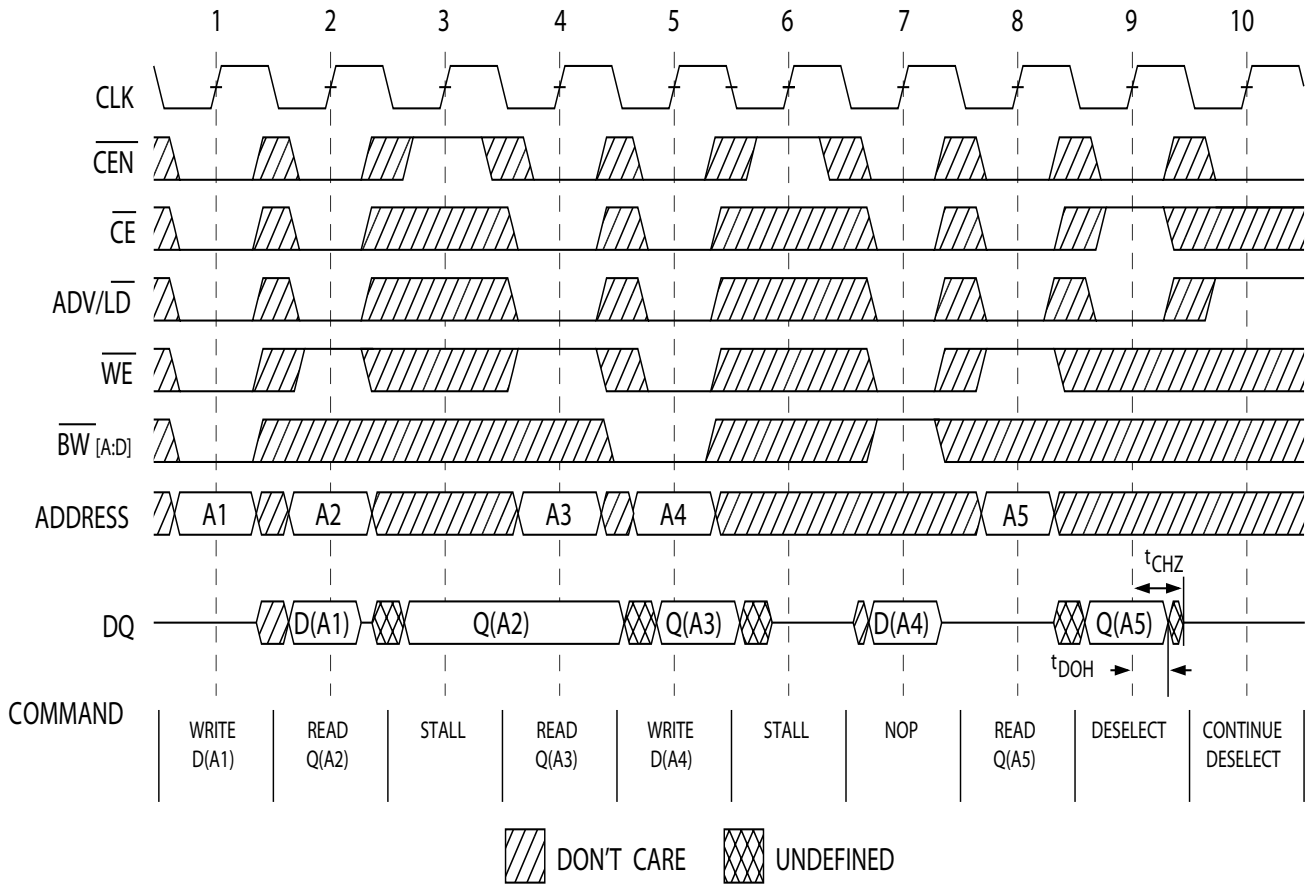 1 2 3 4 5 6 7 8 9 10
CLK
CEN
CE
ADV/LD
WE
BW [A:D]
ADDRESS A1 A2 A3 A4 A5
tCHZ
DQ D(A1) Q(A2) Q(A3) D(A4) Q(A5)
tDOH
COMMAND
WRITE READ STALL READ WRITE STALL NOP READ DESELECT CONTINUE
D(A1) Q(A2) Q(A3) D(A4) Q(A5) DESELECT
DON'T CARE UNDEFINED